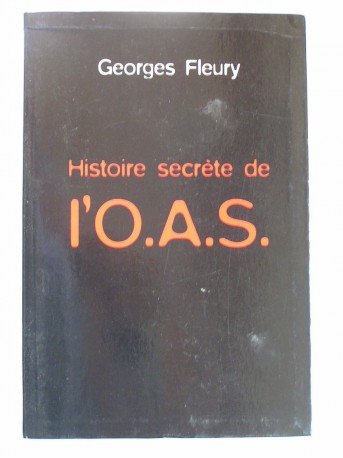 Georges Fleury
Histoire secrète de
l'O.A.S.